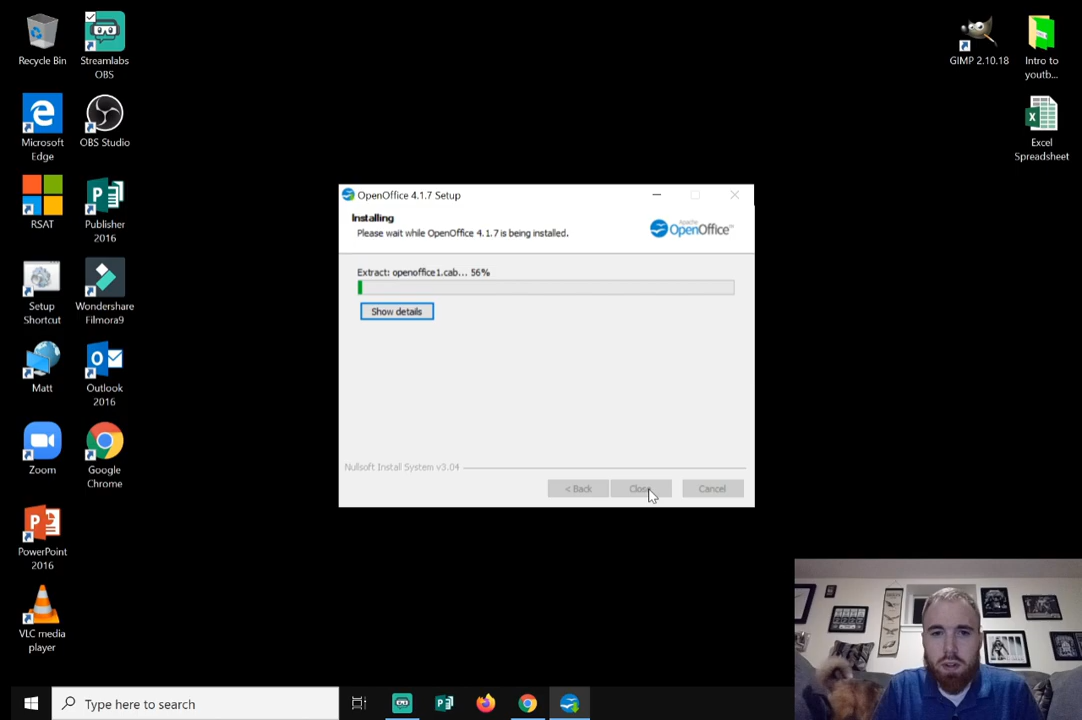 Recycle Bin
Streamlabs
OBS
Microsoft
Edge
OBS Studio
RSAT
Publisher
2016
Setup
Shortcut
Wondershare
Filmora9
Matt
Outlook
2016
Zoom
Google
Chrome
PowerPoint
2016
VLC media
player
GIMP 2.10.18
Intro to
youtb...
Excel
Spreadsheet
OpenOffice 4.1.7 Setup
Installing
Please wait while OpenOffice 4.1.7 is being installed.
Apache
OpenOffice™
Extract: openoffice1.cab... 56%
Show details
Nullsoft Install System v3.04
< Back
Close
Cancel
Type here to search